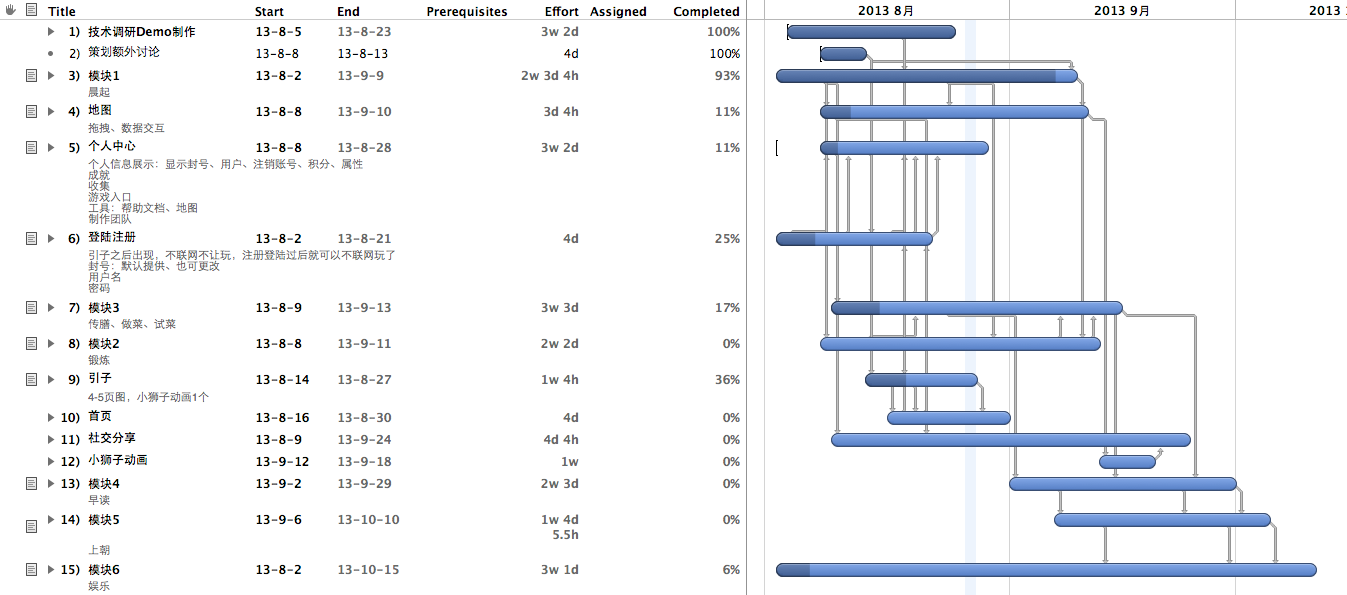 Title Start End Prerequisites Effort Assigned Completed 2013 8月 2013 9月 2013
1) 技术调研Demo制作 13-8-5 13-8-23 3w 2d 100%
2) 策划额外讨论 13-8-8 13-8-13 4d 100%
3) 模块1 13-8-2 13-9-9 2w 3d 4h 93%
晨起
4) 地图 13-8-8 13-9-10 3d 4h 11%
拖拽、数据交互
5) 个人中心 13-8-8 13-8-28 3w 2d 11%
个人信息展示：显示封号、用户、注销账号、积分、属性
成就
收集
游戏入口
工具：帮助文档、地图
制作团队
6) 登陆注册 13-8-2 13-8-21 4d 25%
引子之后出现，不联网不让玩，注册登陆过后就可以不联网玩了
封号：默认提供、也可更改
用户名
密码
7) 模块3 13-8-9 13-9-13 3w 3d 17%
传膳、做菜、试菜
8) 模块2 13-8-8 13-9-11 2w 2d 0%
锻炼
9) 引子 13-8-14 13-8-27 1w 4h 36%
4-5页图，小狮子动画1个
10) 首页 13-8-16 13-8-30 4d 0%
11) 社交分享 13-8-9 13-9-24 4d 4h 0%
12) 小狮子动画 13-9-12 13-9-18 1w 0%
13) 模块4 13-9-2 13-9-29 2w 3d 0%
早读
14) 模块5 13-9-6 13-10-10 1w 4d 0%
5.5h
上朝
15) 模块6 13-8-2 13-10-15 3w 1d 6%
娱乐